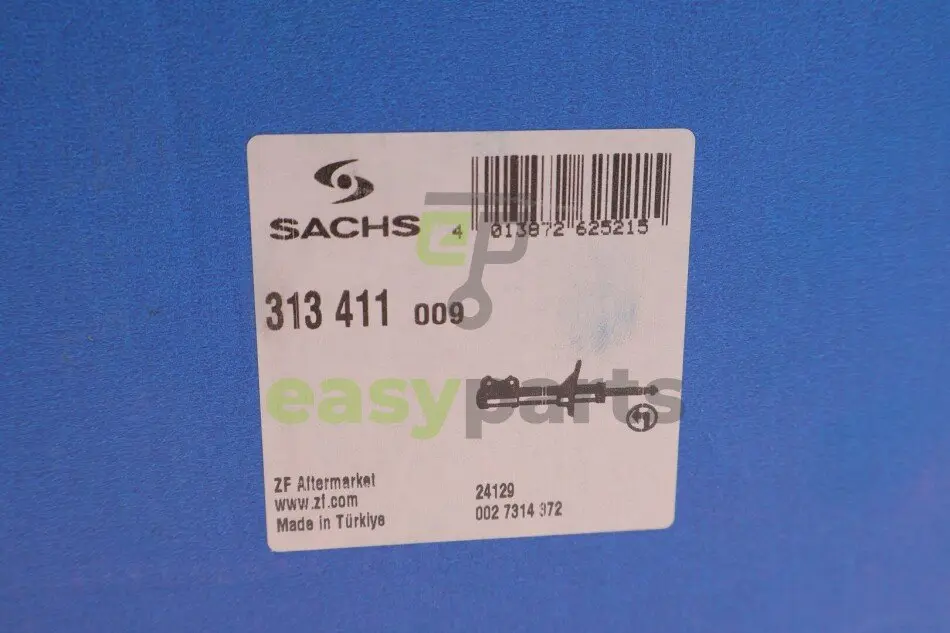 SACHS
4 013872 625215
313 411 009
easyparts
ZF Aftermarket
www.zf.com
Made in Türkiye
24129
002 7314 972